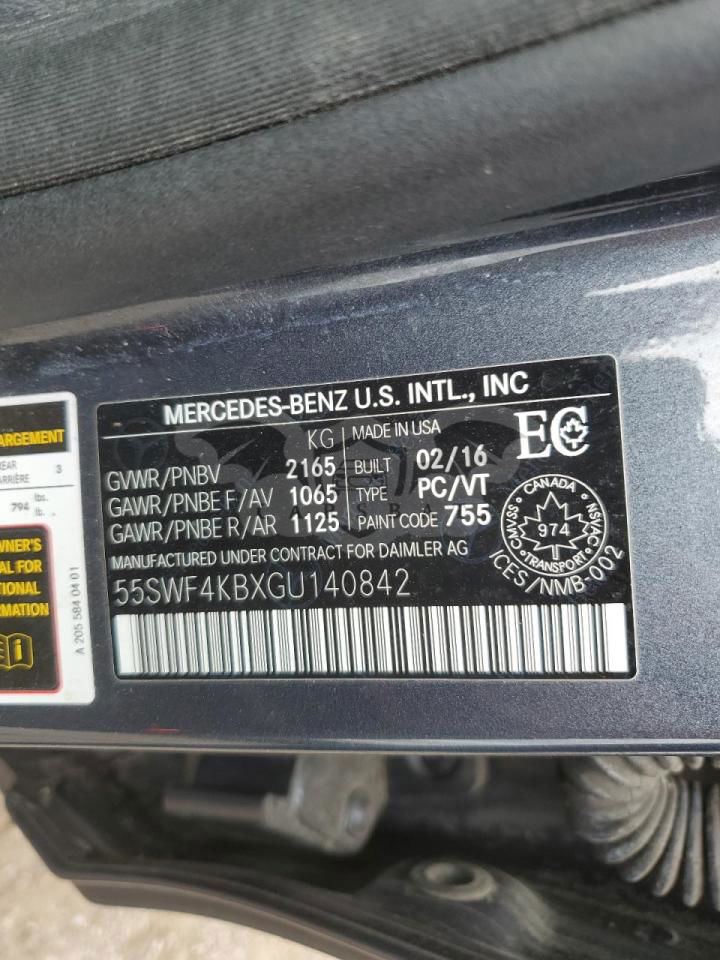 MERCEDES-BENZ U.S. INTL., INC
KG
GVWR/PNBV 2165
GAWR/PNBE F/AV 1065
GAWR/PNBE R/AR 1125
MADE IN USA
BUILT 02/16
TYPE PC/VT
PAINT CODE 755
MANUFACTURED UNDER CONTRACT FOR DAIMLER AG
55SWF4KBXGU140842
EC
CANADA
CMVSS 974 NSVAC
TRANSPORT
ICES/NMB-002
ARGEMENT
REAR 3
ARRIÈRE
794 lbs.
lb.
WNER'S
AL FOR
TIONAL
FORMATION
A 205 584 04 01